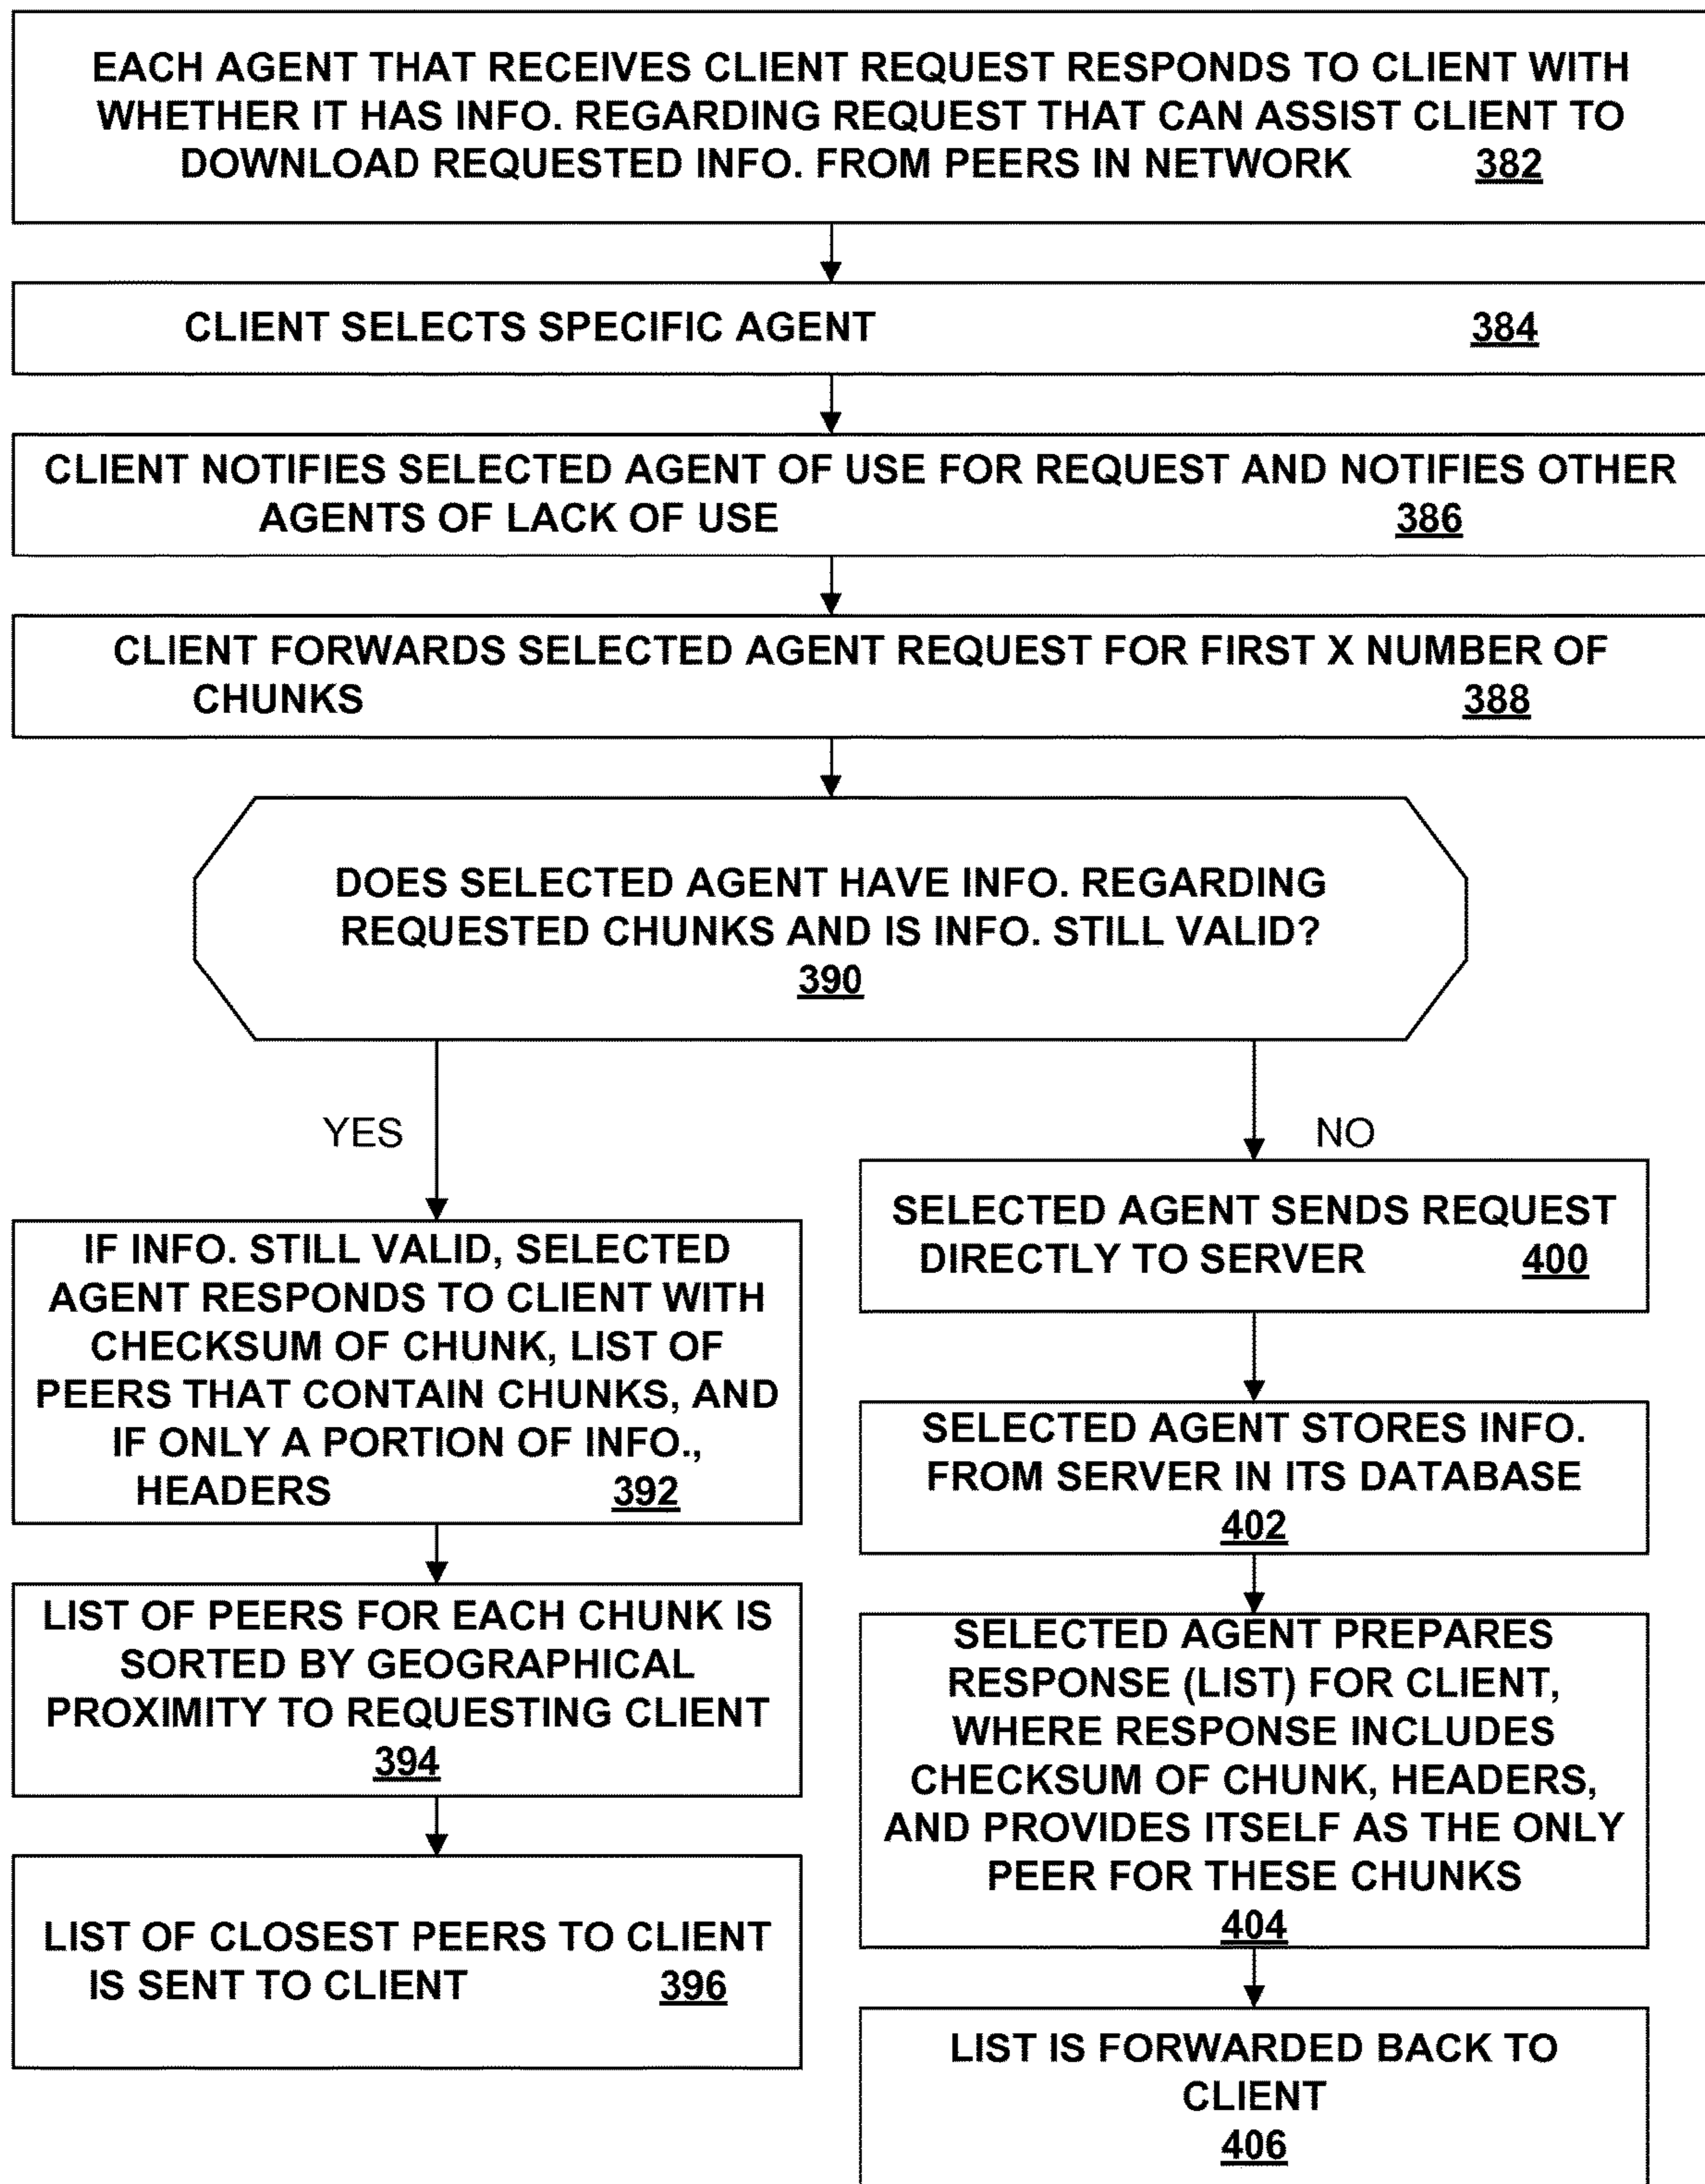 EACH AGENT THAT RECEIVES CLIENT REQUEST RESPONDS TO CLIENT WITH
WHETHER IT HAS INFO. REGARDING REQUEST THAT CAN ASSIST CLIENT TO
DOWNLOAD REQUESTED INFO. FROM PEERS IN NETWORK 382
CLIENT SELECTS SPECIFIC AGENT 384
CLIENT NOTIFIES SELECTED AGENT OF USE FOR REQUEST AND NOTIFIES OTHER
AGENTS OF LACK OF USE 386
CLIENT FORWARDS SELECTED AGENT REQUEST FOR FIRST X NUMBER OF
CHUNKS 388
DOES SELECTED AGENT HAVE INFO. REGARDING
REQUESTED CHUNKS AND IS INFO. STILL VALID?
390
YES
IF INFO. STILL VALID, SELECTED
AGENT RESPONDS TO CLIENT WITH
CHECKSUM OF CHUNK, LIST OF
PEERS THAT CONTAIN CHUNKS, AND
IF ONLY A PORTION OF INFO.,
HEADERS 392
LIST OF PEERS FOR EACH CHUNK IS
SORTED BY GEOGRAPHICAL
PROXIMITY TO REQUESTING CLIENT
394
LIST OF CLOSEST PEERS TO CLIENT
IS SENT TO CLIENT 396
NO
SELECTED AGENT SENDS REQUEST
DIRECTLY TO SERVER 400
SELECTED AGENT STORES INFO.
FROM SERVER IN ITS DATABASE
402
SELECTED AGENT PREPARES
RESPONSE (LIST) FOR CLIENT,
WHERE RESPONSE INCLUDES
CHECKSUM OF CHUNK, HEADERS,
AND PROVIDES ITSELF AS THE ONLY
PEER FOR THESE CHUNKS
404
LIST IS FORWARDED BACK TO
CLIENT
406